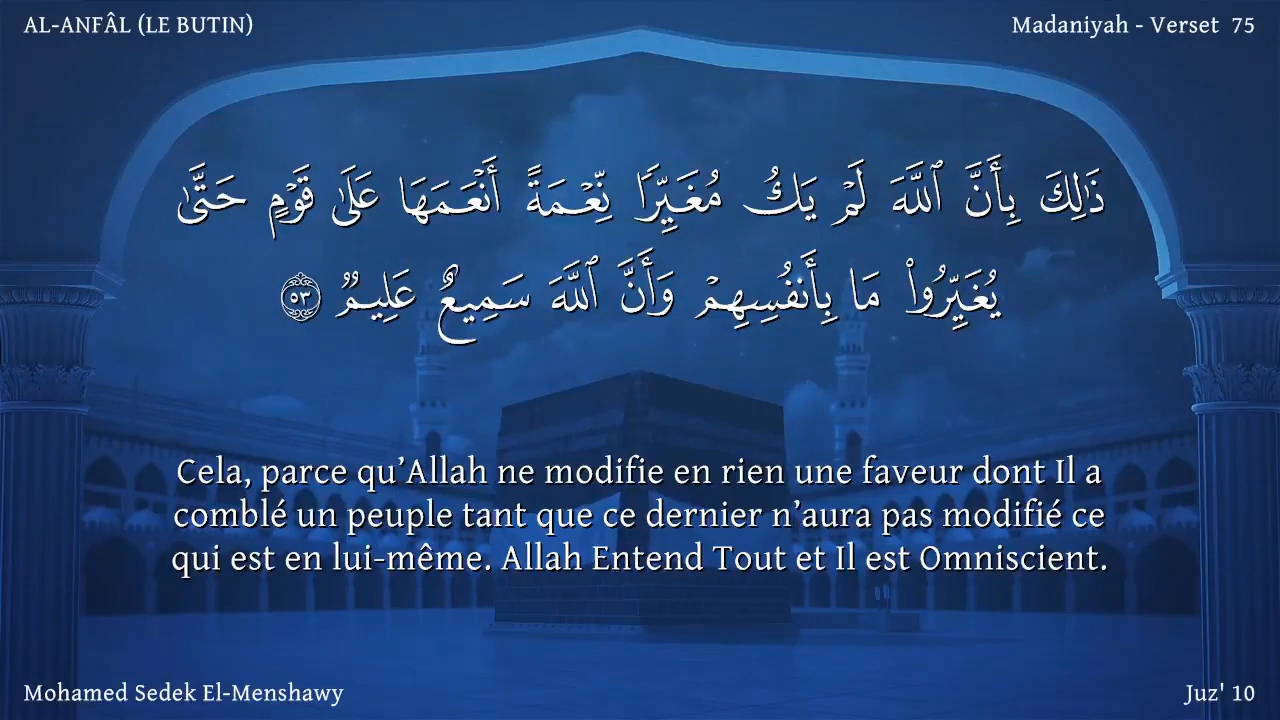 AL-ANFÂL (LE BUTIN)
Madaniyah - Verset 75
ذَٰلِكَ بِأَنَّ ٱللَّهَ لَمْ يَكُ مُغَيِّرًا نِّعْمَةً أَنْعَمَهَا عَلَىٰ قَوْمٍ حَتَّىٰ
يُغَيِّرُوا۟ مَا بِأَنفُسِهِمْ وَأَنَّ ٱللَّهَ سَمِيعٌ عَلِيمٌ ٥٣
Cela, parce qu’Allah ne modifie en rien une faveur dont Il a
comblé un peuple tant que ce dernier n’aura pas modifié ce
qui est en lui-même. Allah Entend Tout et Il est Omniscient.
Mohamed Sedek El-Menshawy
Juz' 10